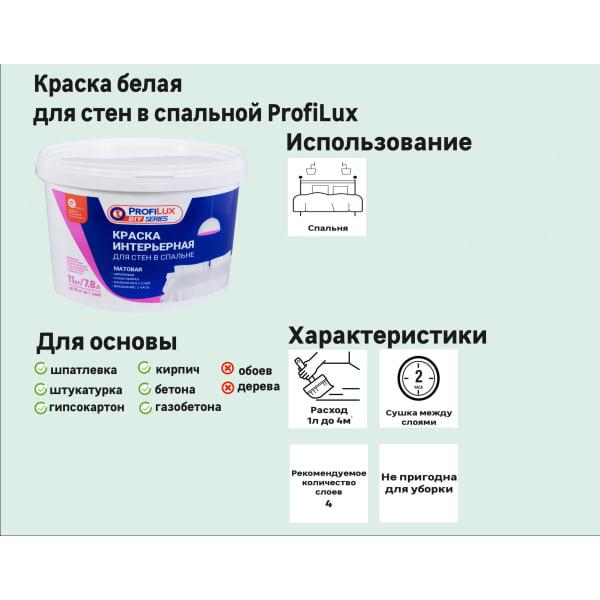 Краска белая
для стен в спальной ProfiLux
Использование
Спальня
PROFILUX
DIY SERIES
КРАСКА
ИНТЕРЬЕРНАЯ
ДЛЯ СТЕН В СПАЛЬНЕ
МАТОВАЯ
11кг/7.8л
Для основы
шпатлевка
кирпич
обоев
штукатурка
бетона
дерева
гипсокартон
газобетона
Характеристики
Расход
1л до 4м²
2
ЧАСА
Сушка между
слоями
Рекомендуемое
количество
слоев
4
Не пригодна
для уборки